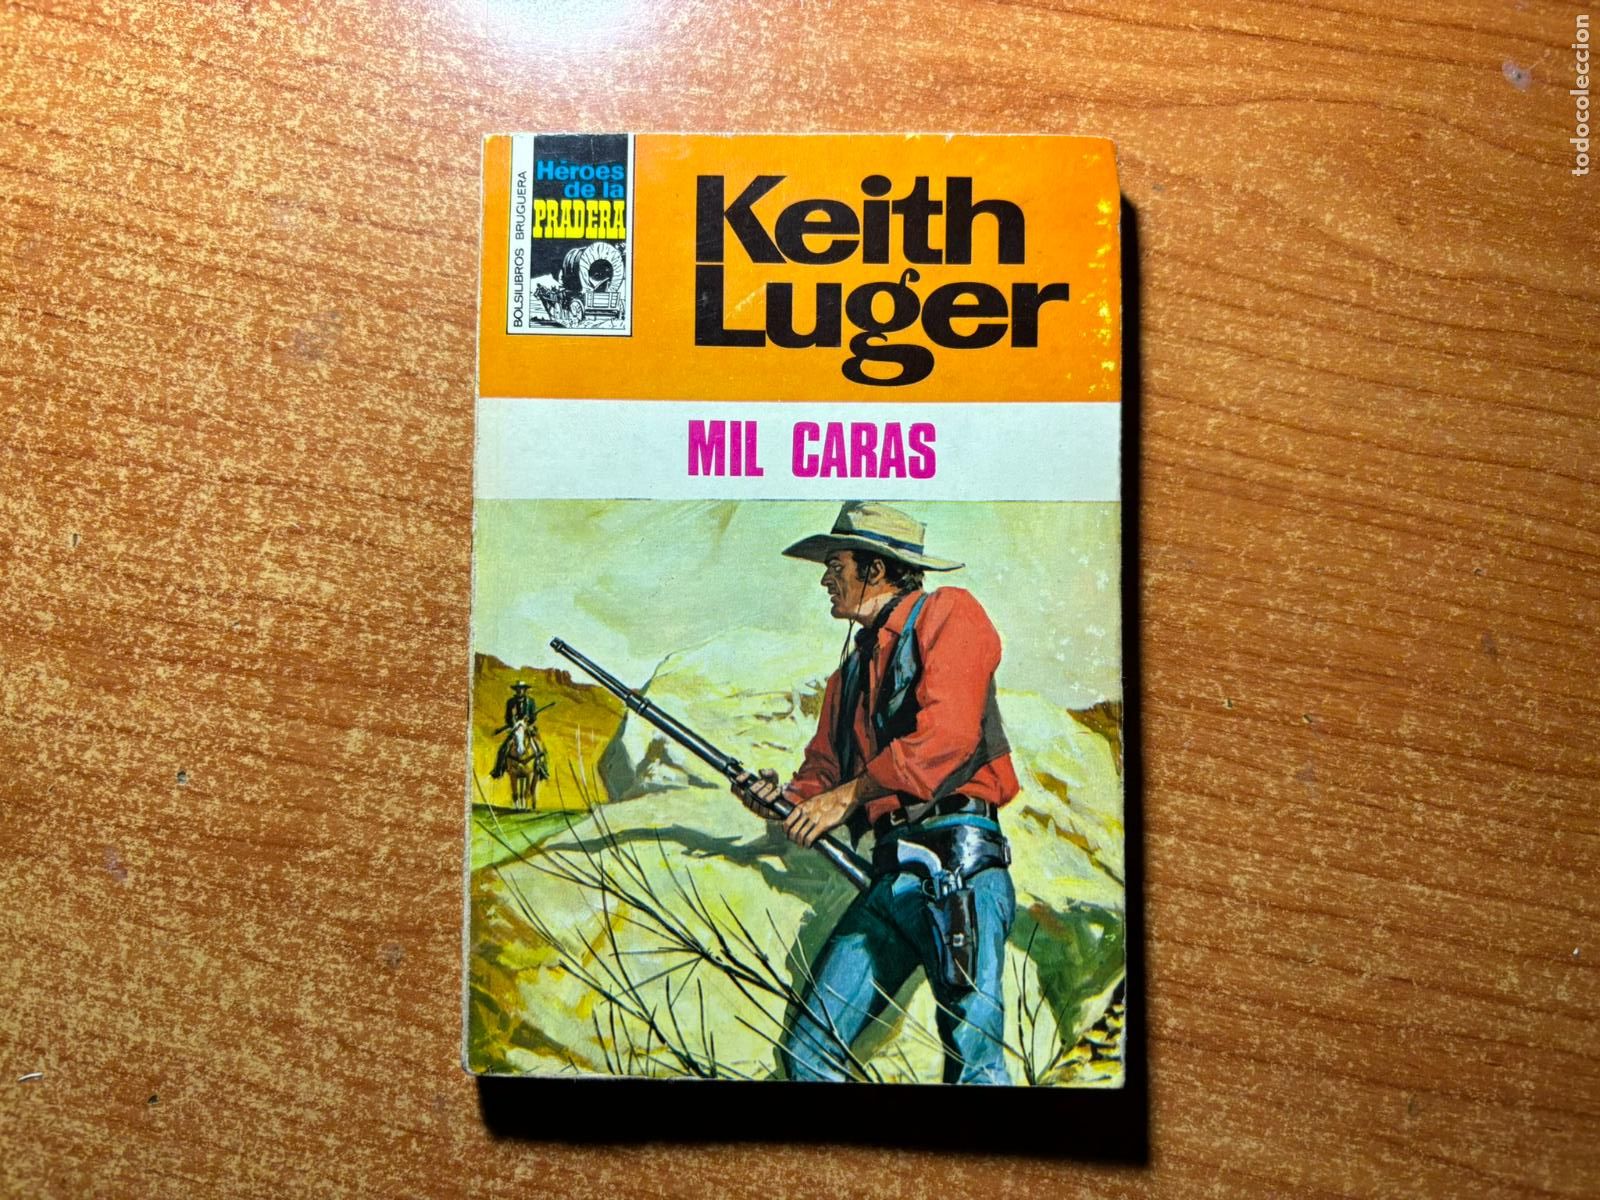 BOLSILIBROS BRUGUERA
Héroes
de la
PRADERA
Keith
Luger
MIL CARAS
todocoleccion